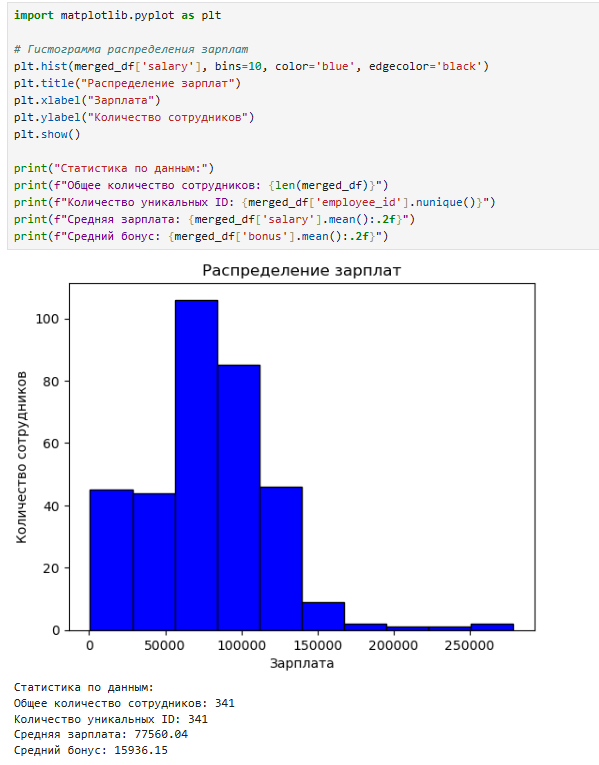 import matplotlib.pyplot as plt
# Гистограмма распределения зарплат
plt.hist(merged_df['salary'], bins=10, color='blue', edgecolor='black')
plt.title("Распределение зарплат")
plt.xlabel("Зарплата")
plt.ylabel("Количество сотрудников")
plt.show()
print("Статистика по данным:")
print(f"Общее количество сотрудников: {len(merged_df)}")
print(f"Количество уникальных ID: {merged_df['employee_id'].nunique()}")
print(f"Средняя зарплата: {merged_df['salary'].mean():.2f}")
print(f"Средний бонус: {merged_df['bonus'].mean():.2f}")
Распределение зарплат
Количество сотрудников
100
80
60
40
20
0
0 50000 100000 150000 200000 250000
Зарплата
Статистика по данным:
Общее количество сотрудников: 341
Количество уникальных ID: 341
Средняя зарплата: 77560.04
Средний бонус: 15936.15